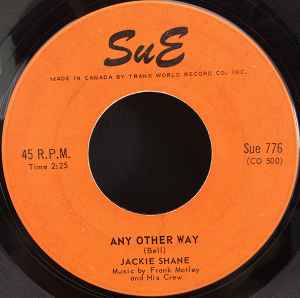 SuE
MADE IN CANADA BY TRANS WORLD RECORD CO. INC.
45 R.P.M.
Time 2:25
Sue 776
(CO 500)
ANY OTHER WAY
(Bell)
JACKIE SHANE
Music by: Frank Motley
and His Crew